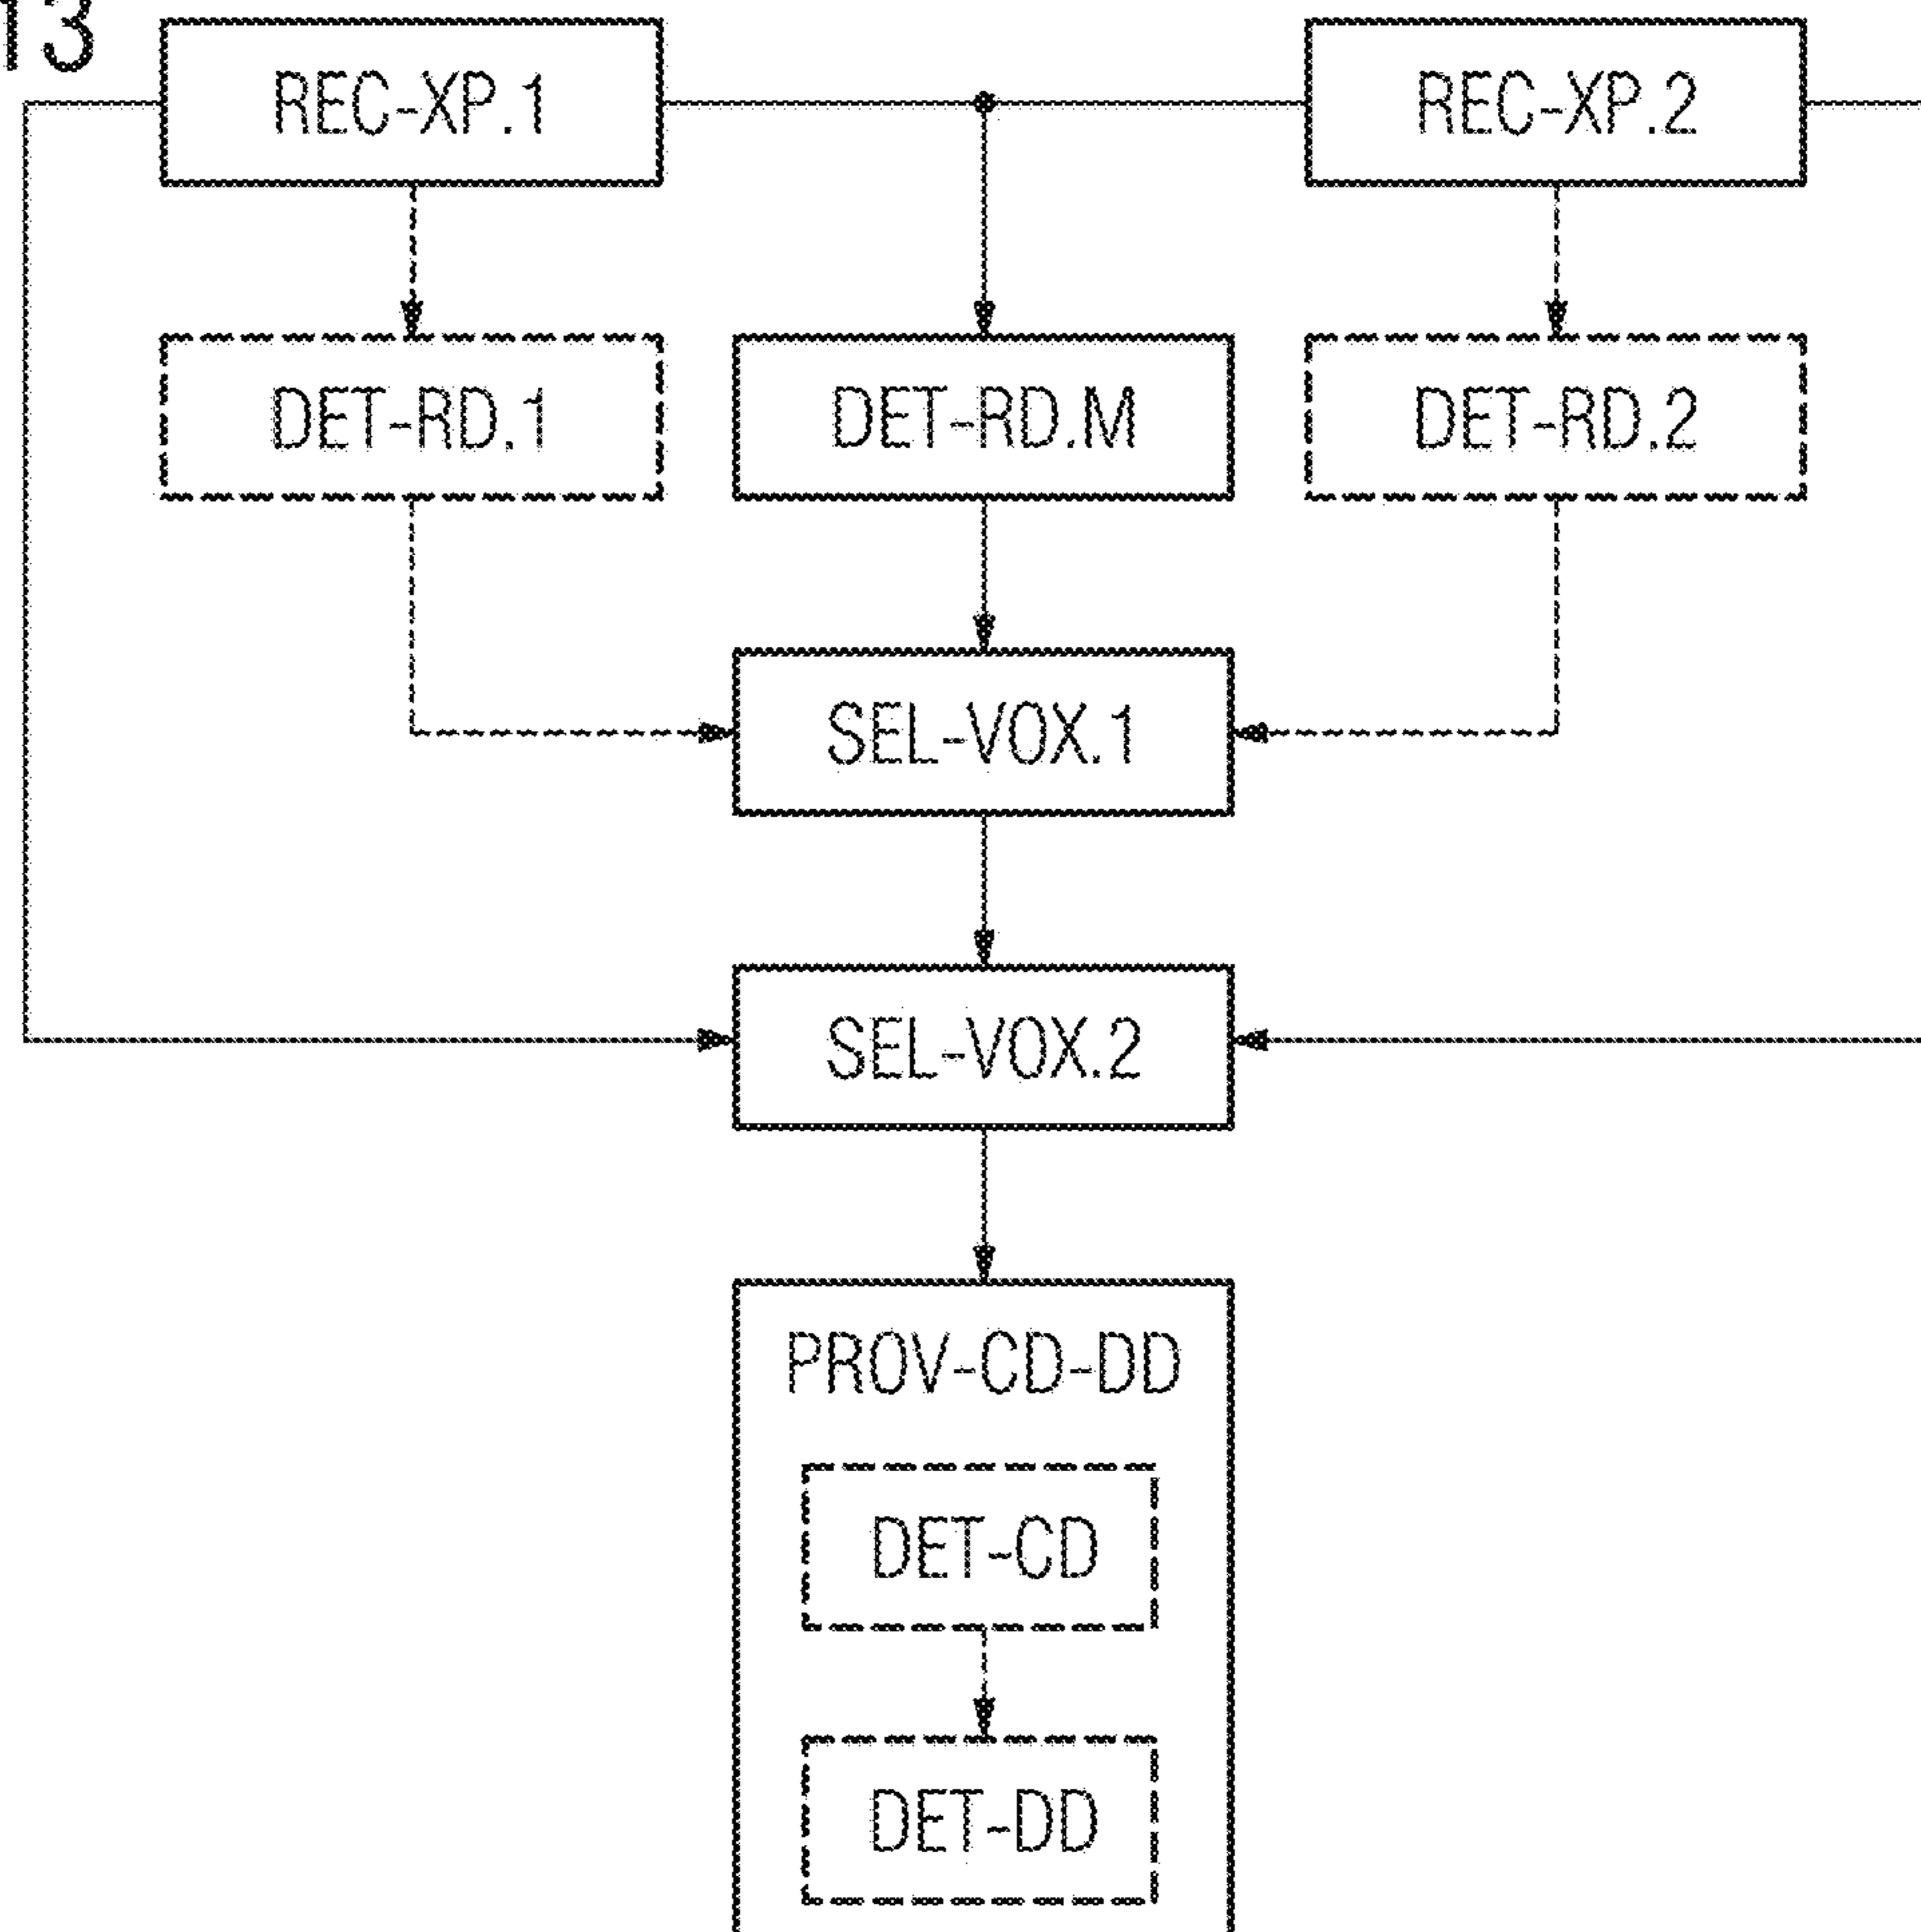 13
REC-XP.1
REC-XP.2
DET-RD.1
DET-RD.M
DET-RD.2
SEL-VOX.1
SEL-VOX.2
PROV-CD-DD
DET-CD
DET-DD